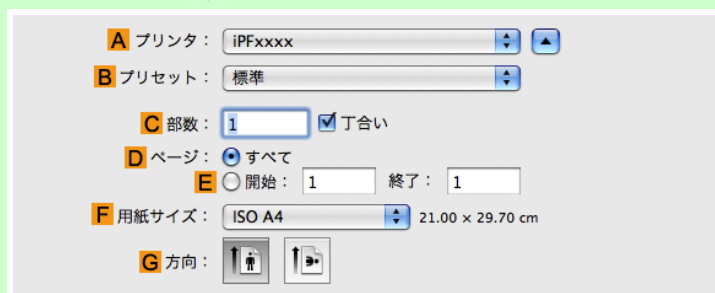 A プリンタ： iPFxxxx
B プリセット： 標準
C 部数： 1 丁合い
D ページ： すべて
E 開始： 1 終了： 1
F 用紙サイズ： ISO A4 21.00 × 29.70 cm
G 方向：